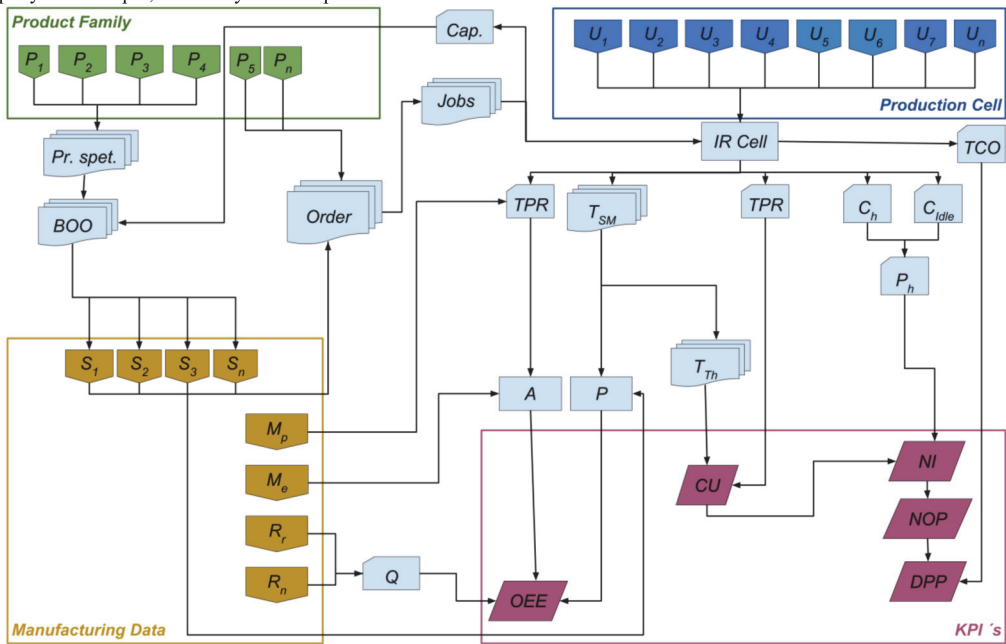 Product Family
P1 P2 P3 P4 P5 Pn
Cap.
U1 U2 U3 U4 U5 U6 U7 Un
Production Cell
Jobs
Pr. spet.
IR Cell
TCO
BOO
Order
TPR
TSM
TPR
Ch
CIdle
Ph
S1 S2 S3 Sn
TTh
A
P
Mp
Me
CU
NI
NOP
Rr
Rn
Q
OEE
DPP
Manufacturing Data
KPI ´s